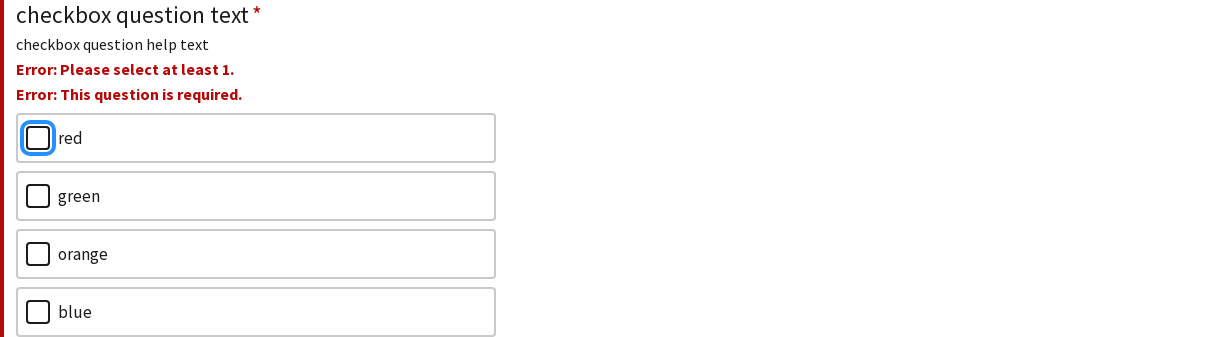 checkbox question text *
checkbox question help text
Error: Please select at least 1.
Error: This question is required.
red
green
orange
blue